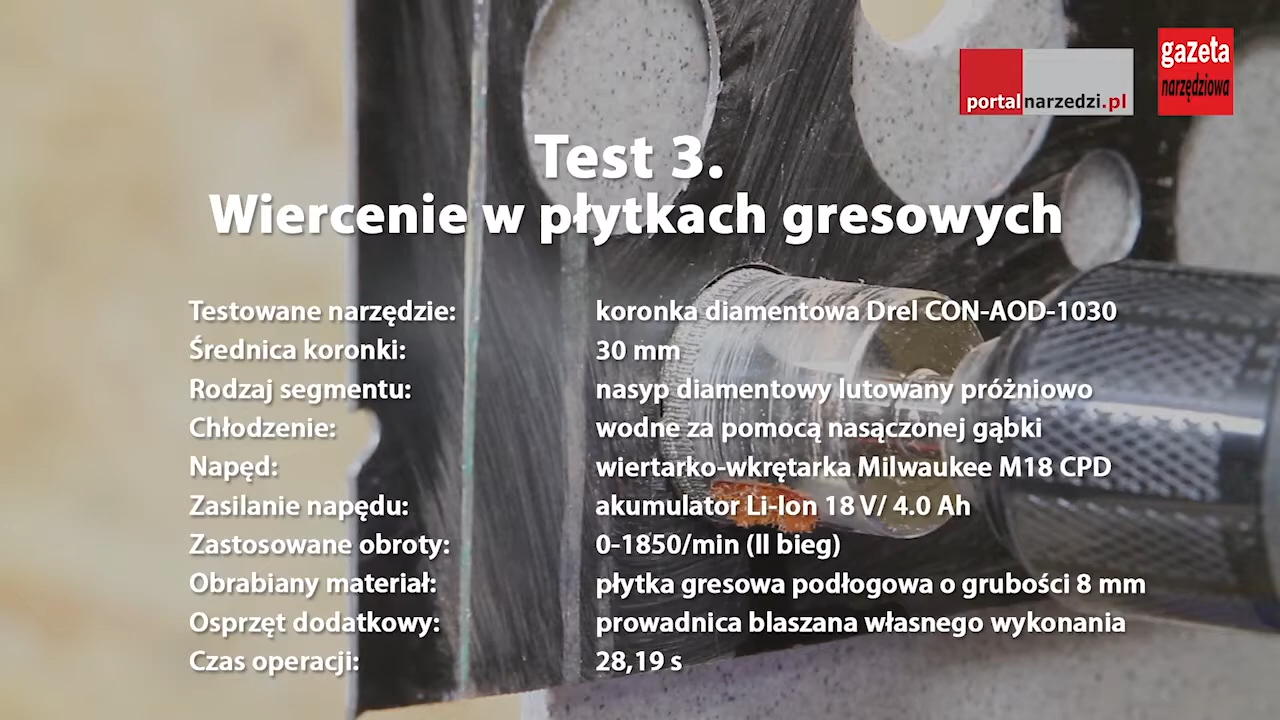 portalnarzedzi.pl
gazeta
narzędziowa
Test 3.
Wiercenie w płytkach gresowych
Testowane narzędzie: koronka diamentowa Drel CON-AOD-1030
Średnica koronki: 30 mm
Rodzaj segmentu: nasyp diamentowy lutowany próżniowo
Chłodzenie: wodne za pomocą nasączonej gąbki
Napęd: wiertarko-wkrętarka Milwaukee M18 CPD
Zasilanie napędu: akumulator Li-Ion 18 V/ 4.0 Ah
Zastosowane obroty: 0-1850/min (II bieg)
Obrabiany materiał: płytka gresowa podłogowa o grubości 8 mm
Osprzęt dodatkowy: prowadnica blaszana własnego wykonania
Czas operacji: 28,19 s